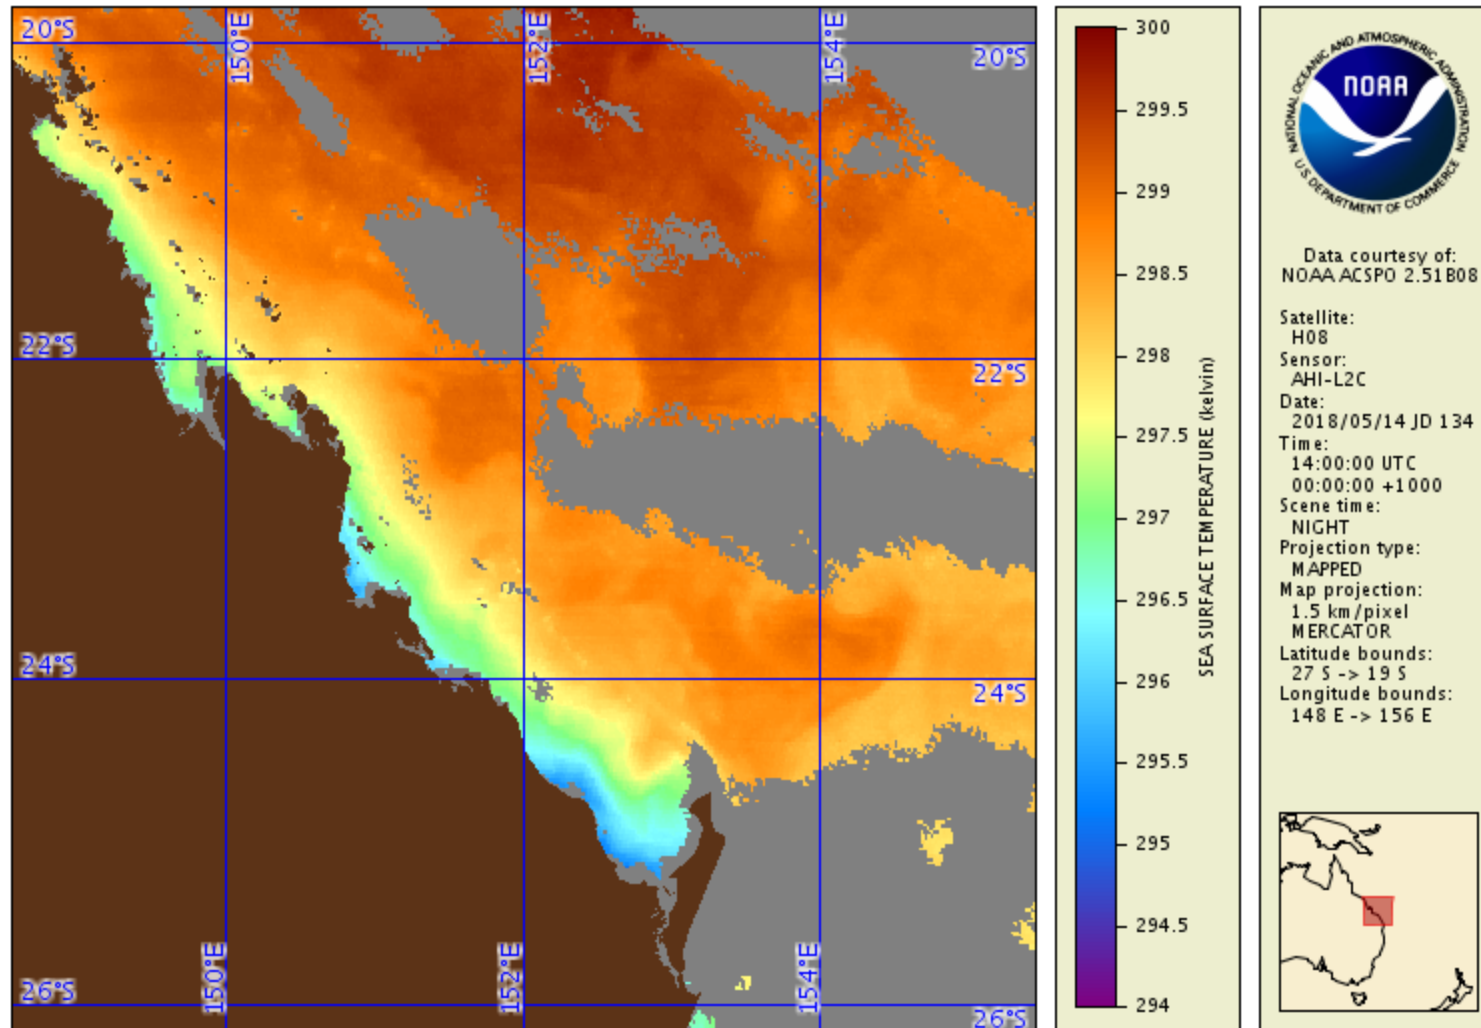 20°S
150°E
152°E
154°E
20°S
22°S
22°S
24°S
24°S
26°S
150°E
152°E
154°E
26°S
300
299.5
299
298.5
298
297.5
297
296.5
296
295.5
295
294.5
294
SEA SURFACE TEMPERATURE (kelvin)
NATIONAL OCEANIC AND ATMOSPHERIC ADMINISTRATION
NOAA
U.S. DEPARTMENT OF COMMERCE
Data courtesy of:
NOAA ACSPO 2.51B08
Satellite:
H08
Sensor:
AHI-L2C
Date:
2018/05/14 JD 134
Time:
14:00:00 UTC
00:00:00 +1000
Scene time:
NIGHT
Projection type:
MAPPED
Map projection:
1.5 km/pixel
MERCATOR
Latitude bounds:
27 S -> 19 S
Longitude bounds:
148 E -> 156 E